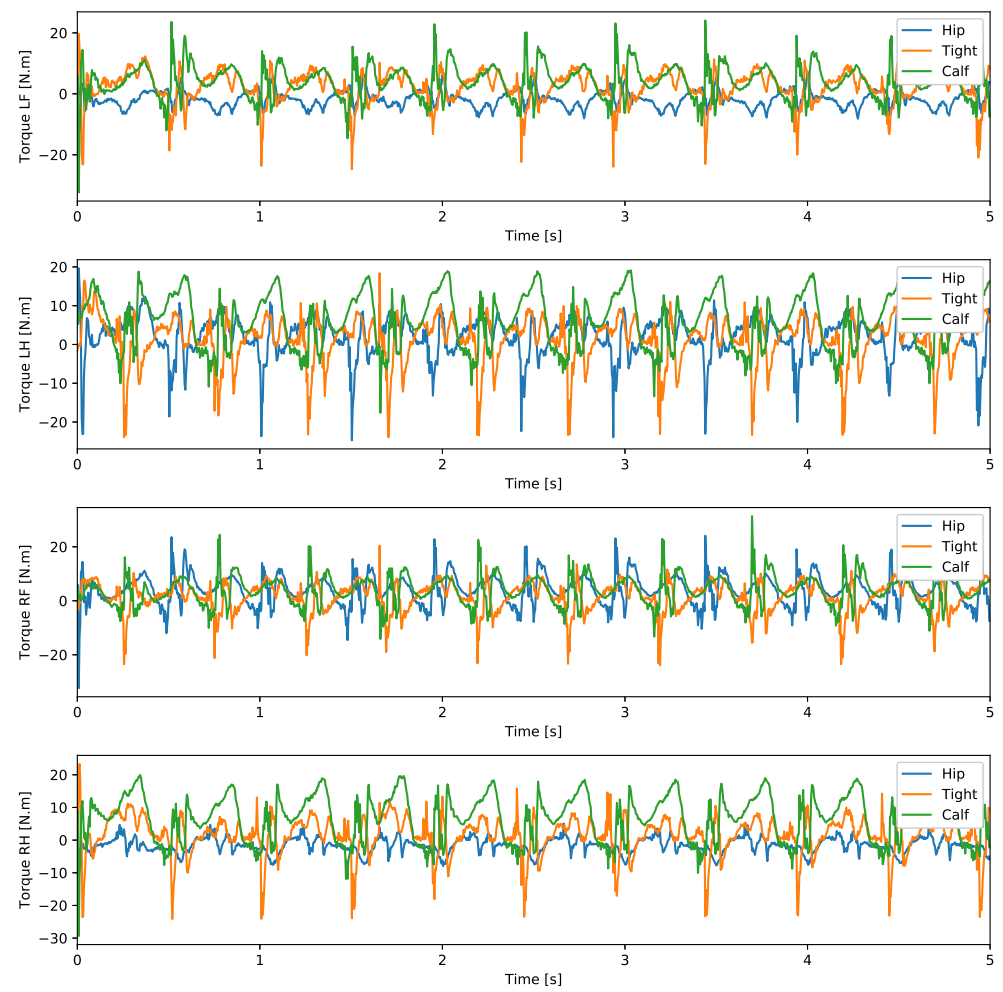 Torque LF [N.m]
20
0
−20
Hip
Tight
Calf
0 1 2 3 4 5
Time [s]
Torque LH [N.m]
20
10
0
−10
−20
Hip
Tight
Calf
0 1 2 3 4 5
Time [s]
Torque RF [N.m]
20
0
−20
Hip
Tight
Calf
0 1 2 3 4 5
Time [s]
Torque RH [N.m]
20
10
0
−10
−20
−30
Hip
Tight
Calf
0 1 2 3 4 5
Time [s]